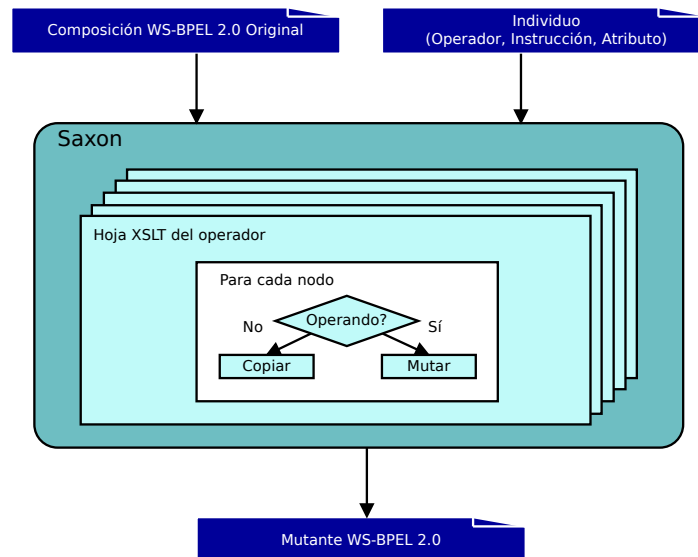 Composición WS-BPEL 2.0 Original
Individuo
(Operador, Instrucción, Atributo)
Saxon
Hoja XSLT del operador
Para cada nodo
Operando?
No
Sí
Copiar
Mutar
Mutante WS-BPEL 2.0